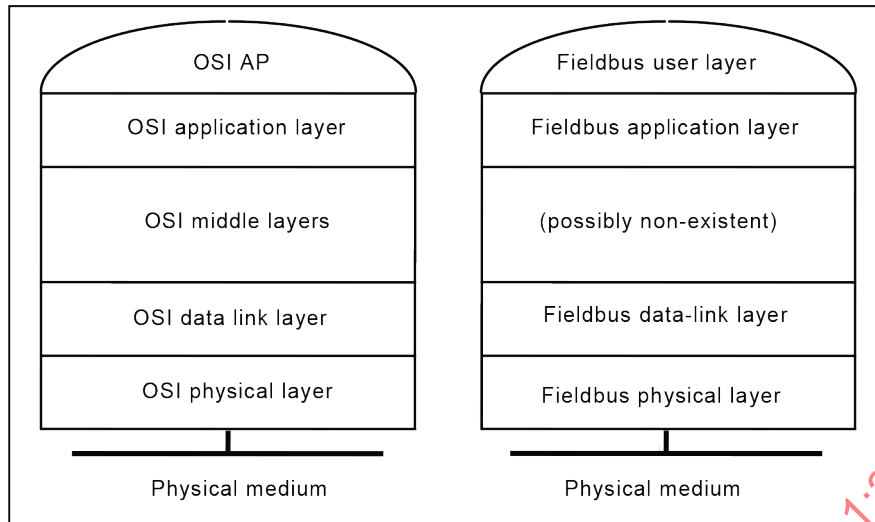 OSI AP
OSI application layer
OSI middle layers
OSI data link layer
OSI physical layer
Physical medium
Fieldbus user layer
Fieldbus application layer
(possibly non-existent)
Fieldbus data-link layer
Fieldbus physical layer
Physical medium